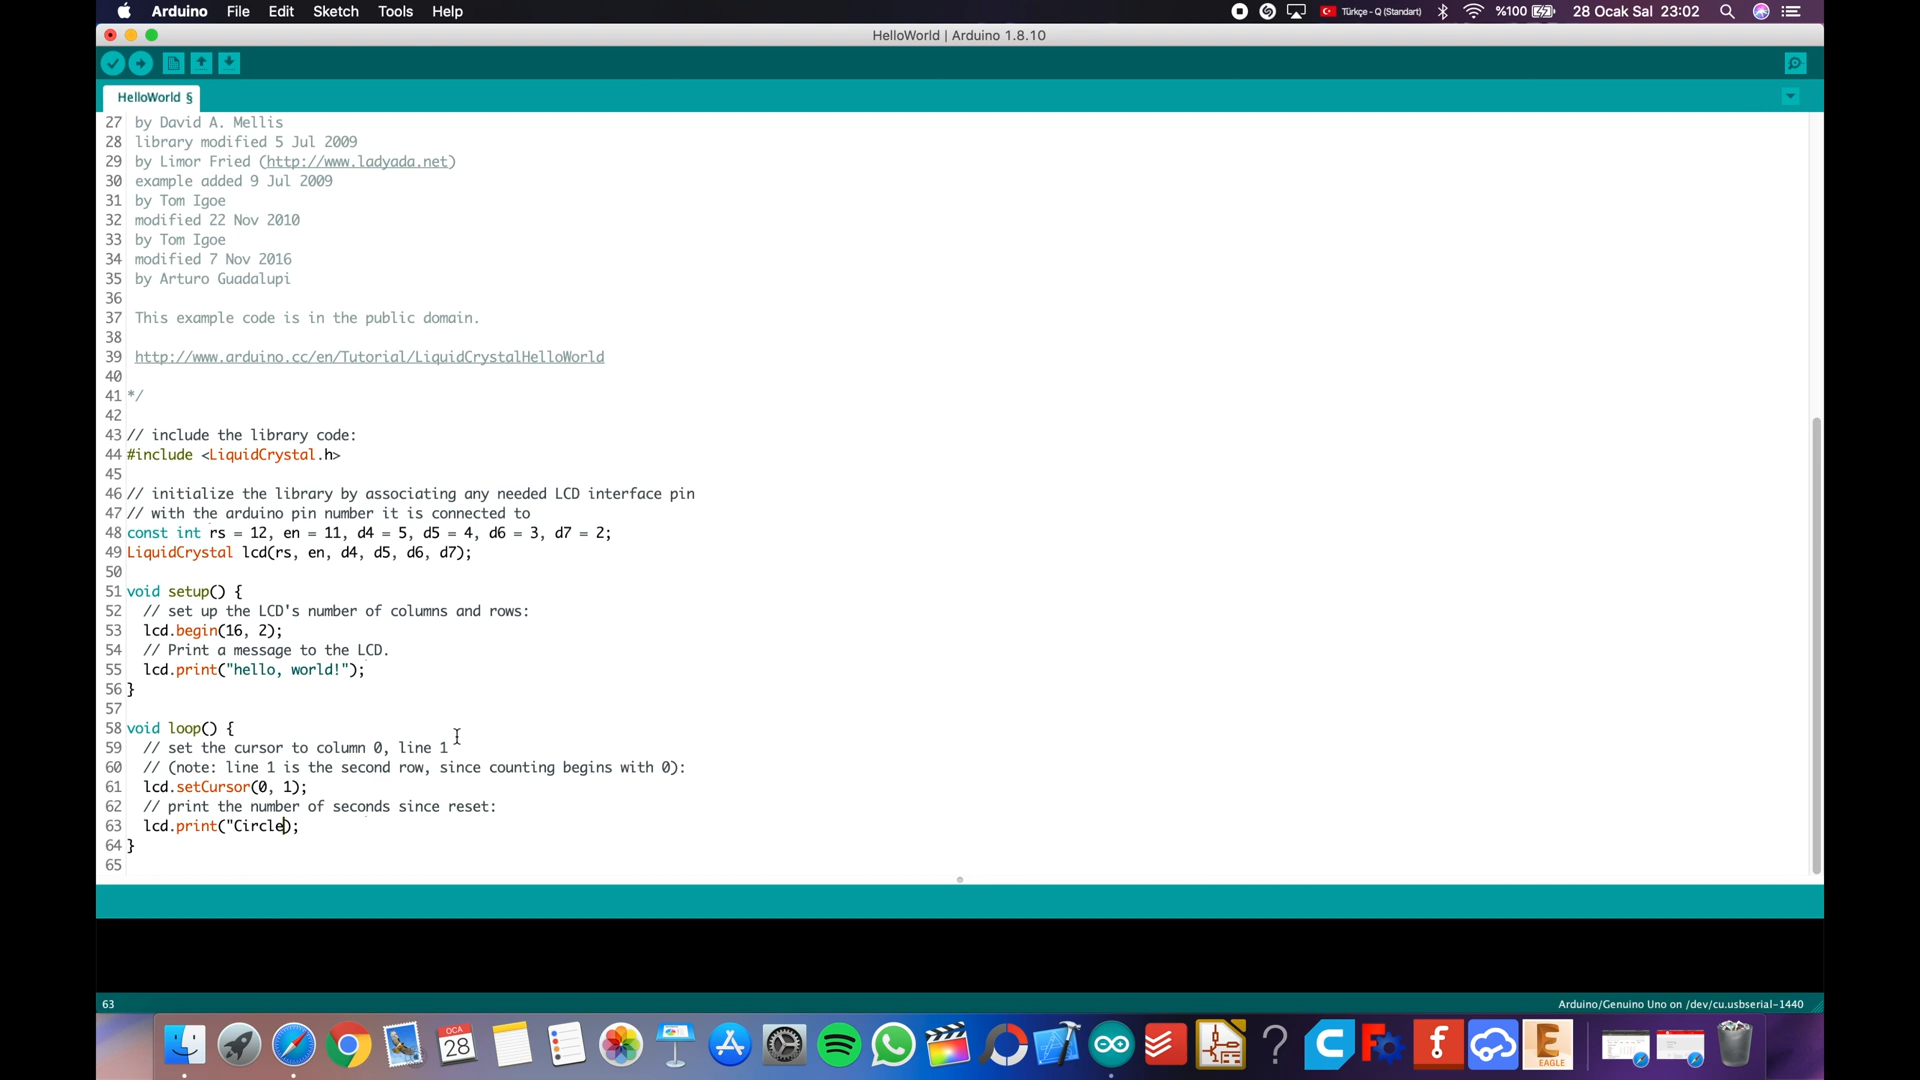 Arduino File Edit Sketch Tools Help Türkçe - Q (Standart) %100 28 Ocak Sal 23:02
HelloWorld | Arduino 1.8.10
HelloWorld §
27 by David A. Mellis
28 library modified 5 Jul 2009
29 by Limor Fried (http://www.ladyada.net)
30 example added 9 Jul 2009
31 by Tom Igoe
32 modified 22 Nov 2010
33 by Tom Igoe
34 modified 7 Nov 2016
35 by Arturo Guadalupi
36
37 This example code is in the public domain.
38
39 http://www.arduino.cc/en/Tutorial/LiquidCrystalHelloWorld
40
41 */
42
43 // include the library code:
44 #include <LiquidCrystal.h>
45
46 // initialize the library by associating any needed LCD interface pin
47 // with the arduino pin number it is connected to
48 const int rs = 12, en = 11, d4 = 5, d5 = 4, d6 = 3, d7 = 2;
49 LiquidCrystal lcd(rs, en, d4, d5, d6, d7);
50
51 void setup() {
52 // set up the LCD's number of columns and rows:
53 lcd.begin(16, 2);
54 // Print a message to the LCD.
55 lcd.print("hello, world!");
56 }
57
58 void loop() {
59 // set the cursor to column 0, line 1
60 // (note: line 1 is the second row, since counting begins with 0):
61 lcd.setCursor(0, 1);
62 // print the number of seconds since reset:
63 lcd.print("Circle);
64 }
65
63 Arduino/Genuino Uno on /dev/cu.usbserial-1440
OCA
28
EAGLE